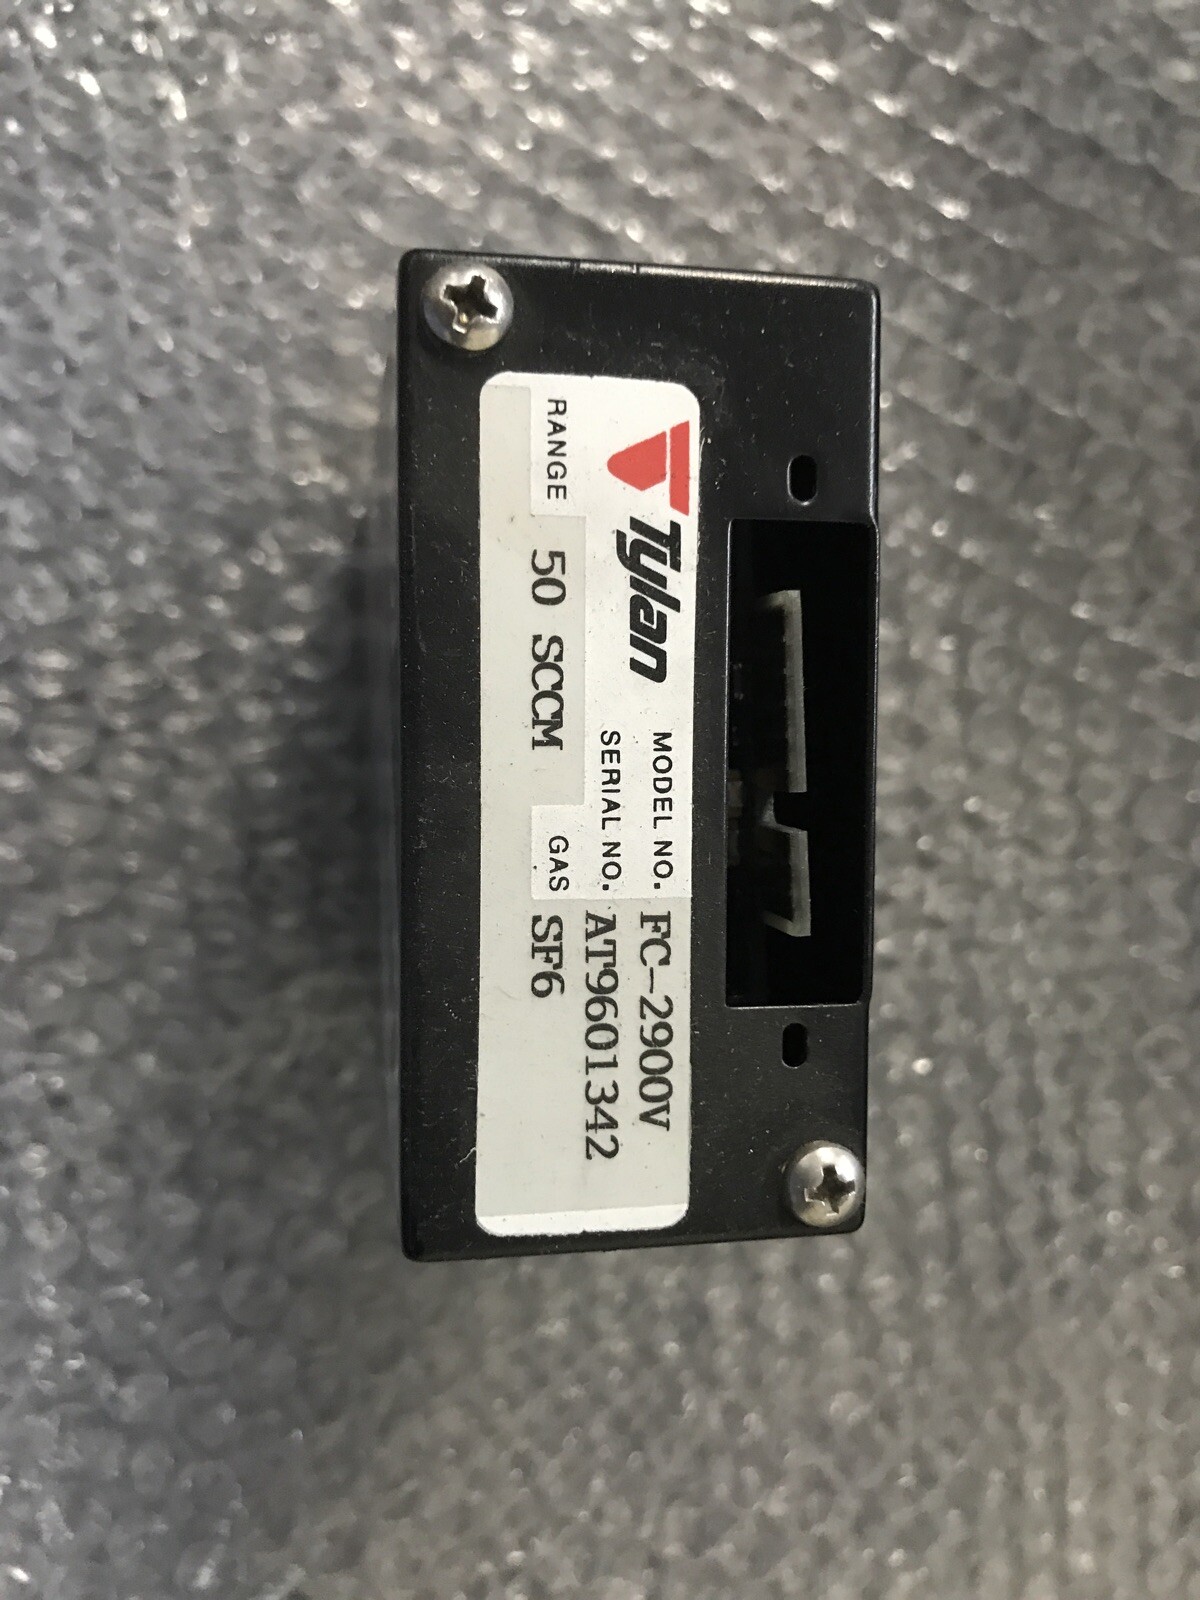 Tylan
MODEL NO. FC-2900V
SERIAL NO. AT9601342
RANGE 50 SCCM GAS SF6